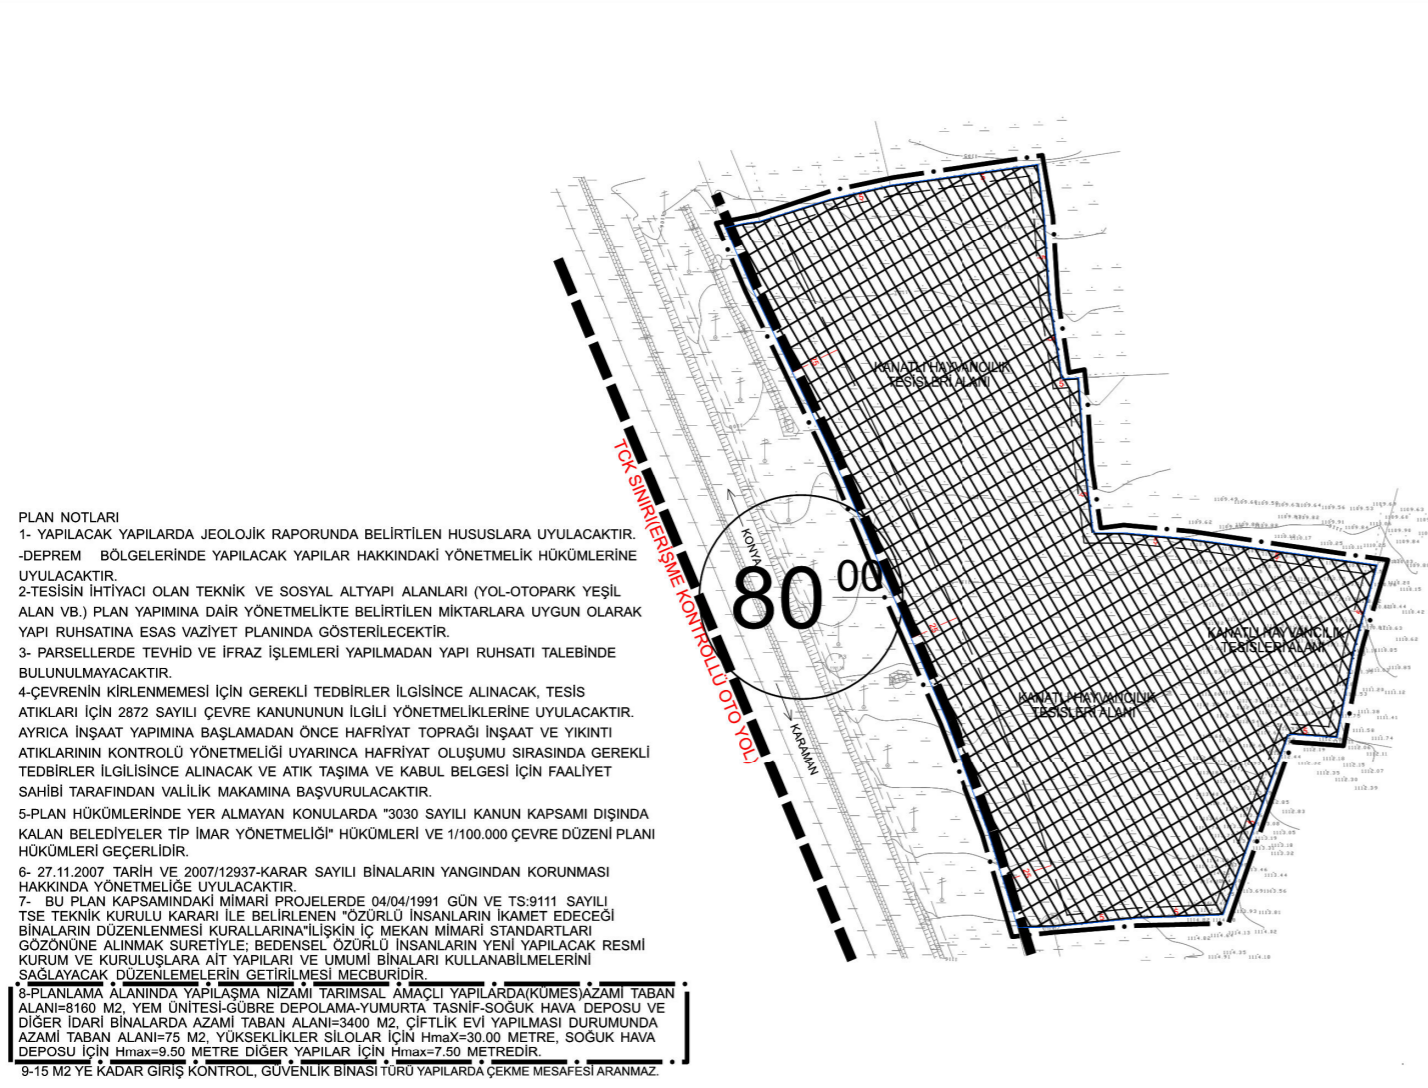 PLAN NOTLARI
1- YAPILACAK YAPILARDA JEOLOJİK RAPORUNDA BELİRTİLEN HUSUSLARA UYULACAKTIR.
-DEPREM BÖLGELERİNDE YAPILACAK YAPILAR HAKKINDAKİ YÖNETMELİK HÜKÜMLERİNE
UYULACAKTIR.
2-TESİSİN İHTİYACI OLAN TEKNİK VE SOSYAL ALTYAPI ALANLARI (YOL-OTOPARK YEŞİL
ALAN VB.) PLAN YAPIMINA DAİR YÖNETMELİKTE BELİRTİLEN MİKTARLARA UYGUN OLARAK
YAPI RUHSATINA ESAS VAZİYET PLANINDA GÖSTERİLECEKTİR.
3- PARSELLERDE TEVHİD VE İFRAZ İŞLEMLERİ YAPILMADAN YAPI RUHSATI TALEBİNDE
BULUNULMAYACAKTIR.
4-ÇEVRENİN KİRLENMEMESİ İÇİN GEREKLİ TEDBİRLER İLGİSİNCE ALINACAK, TESİS
ATIKLARI İÇİN 2872 SAYILI ÇEVRE KANUNUNUN İLGİLİ YÖNETMELİKLERİNE UYULACAKTIR.
AYRICA İNŞAAT YAPIMINA BAŞLAMADAN ÖNCE HAFRİYAT TOPRAĞI İNŞAAT VE YIKINTI
ATIKLARININ KONTROLÜ YÖNETMELİĞİ UYARINCA HAFRİYAT OLUŞUMU SIRASINDA GEREKLİ
TEDBİRLER İLGİLİSİNCE ALINACAK VE ATIK TAŞIMA VE KABUL BELGESİ İÇİN FAALİYET
SAHİBİ TARAFINDAN VALİLİK MAKAMINA BAŞVURULACAKTIR.
5-PLAN HÜKÜMLERİNDE YER ALMAYAN KONULARDA "3030 SAYILI KANUN KAPSAMI DIŞINDA
KALAN BELEDİYELER TİP İMAR YÖNETMELİĞİ" HÜKÜMLERİ VE 1/100.000 ÇEVRE DÜZENİ PLANI
HÜKÜMLERİ GEÇERLİDİR.
6- 27.11.2007 TARİH VE 2007/12937-KARAR SAYILI BİNALARIN YANGINDAN KORUNMASI
HAKKINDA YÖNETMELİĞE UYULACAKTIR.
7- BU PLAN KAPSAMINDAKİ MİMARİ PROJELERDE 04/04/1991 GÜN VE TS:9111 SAYILI
TSE TEKNİK KURULU KARARI İLE BELİRLENEN "ÖZÜRLÜ İNSANLARIN İKAMET EDECEĞİ
BİNALARIN DÜZENLENMESİ KURALLARINA"İLİŞKİN İÇ MEKAN MİMARİ STANDARTLARI
GÖZÖNÜNE ALINMAK SURETİYLE; BEDENSEL ÖZÜRLÜ İNSANLARIN YENİ YAPILACAK RESMİ
KURUM VE KURULUŞLARA AİT YAPILARI VE UMUMİ BİNALARI KULLANABİLMELERİNİ
SAĞLAYACAK DÜZENLEMELERİN GETİRİLMESİ MECBURİDİR.
8-PLANLAMA ALANINDA YAPILAŞMA NİZAMI TARIMSAL AMAÇLI YAPILARDA(KÜMES)AZAMİ TABAN
ALANI=8160 M2, YEM ÜNİTESİ-GÜBRE DEPOLAMA-YUMURTA TASNİF-SOĞUK HAVA DEPOSU VE
DİĞER İDARİ BİNALARDA AZAMİ TABAN ALANI=3400 M2, ÇİFTLİK EVİ YAPILMASI DURUMUNDA
AZAMİ TABAN ALANI=75 M2, YÜKSEKLİKLER SİLOLAR İÇİN HmaX=30.00 METRE, SOĞUK HAVA
DEPOSU İÇİN Hmax=9.50 METRE DİĞER YAPILAR İÇİN Hmax=7.50 METREDİR.
9-15 M2 YE KADAR GİRİŞ KONTROL, GÜVENLİK BİNASI TÜRÜ YAPILARDA ÇEKME MESAFESİ ARANMAZ.
TCK SINIRI(ERİŞME KONTROLLÜ OTO YOL)
KONYA
80 00
KARAMAN
KANATLI HAYVANCILIK
TESİSLERİ ALANI
KANATLI HAYVANCILIK
TESİSLERİ ALANI
KANATLI HAYVANCILIK
TESİSLERİ ALANI